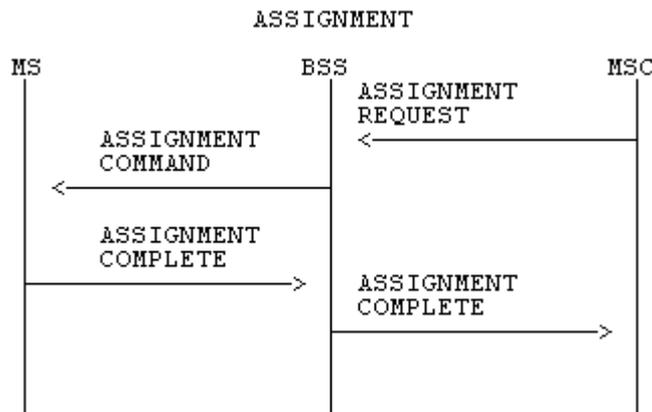 ASSIGNMENT
MS BSS MSC
ASSIGNMENT
REQUEST
ASSIGNMENT
COMMAND
ASSIGNMENT
COMPLETE
ASSIGNMENT
COMPLETE